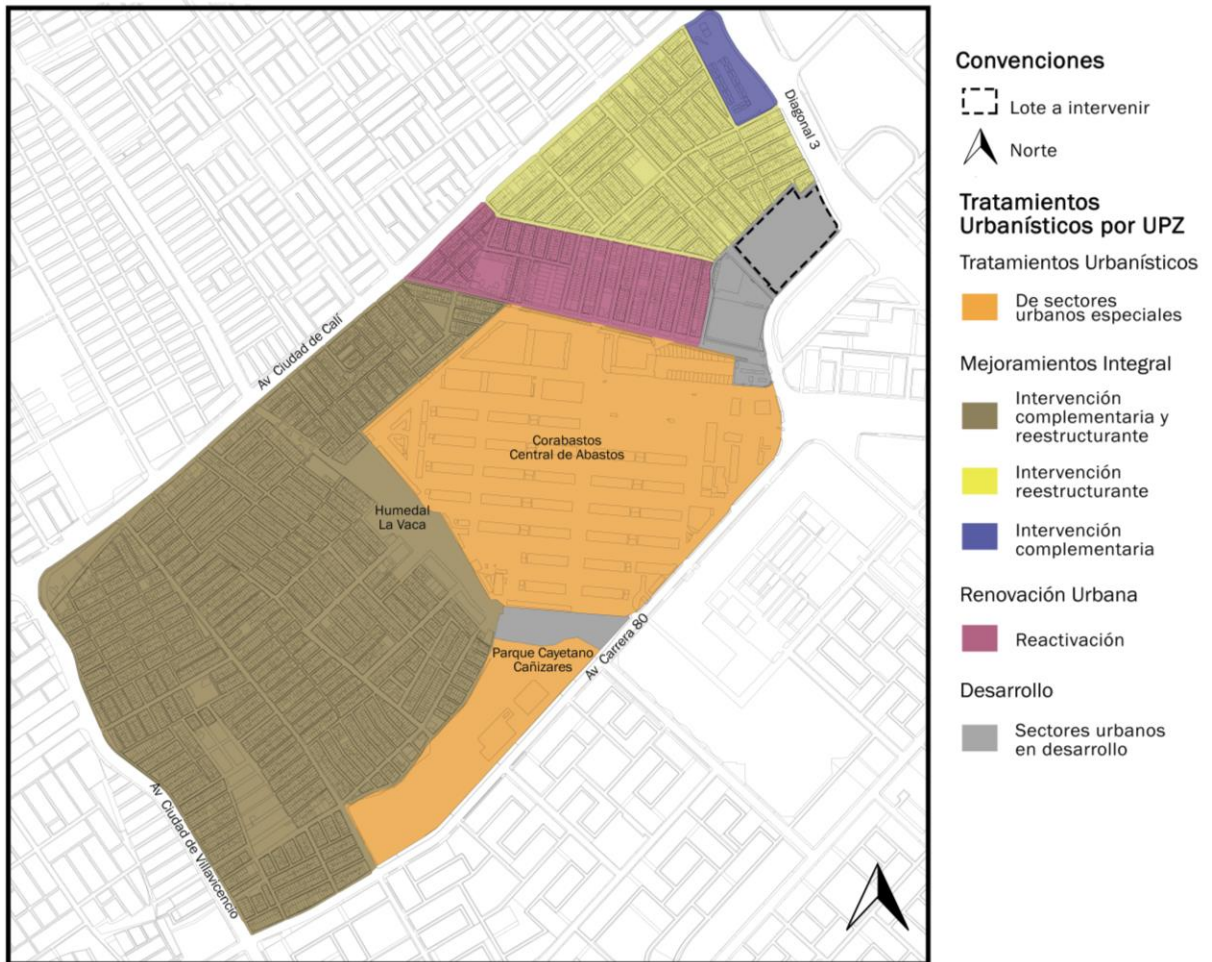 Diagonal 3
Av Ciudad de Calí
Corabastos
Central de Abastos
Humedal
La Vaca
Parque Cayetano
Cañizares
Av Carrera 80
Av Ciudad de Villavicencio
Convenciones
Lote a intervenir
Norte
Tratamientos
Urbanísticos por UPZ
Tratamientos Urbanísticos
De sectores
urbanos especiales
Mejoramientos Integral
Intervención
complementaria y
reestructurante
Intervención
reestructurante
Intervención
complementaria
Renovación Urbana
Reactivación
Desarrollo
Sectores urbanos
en desarrollo